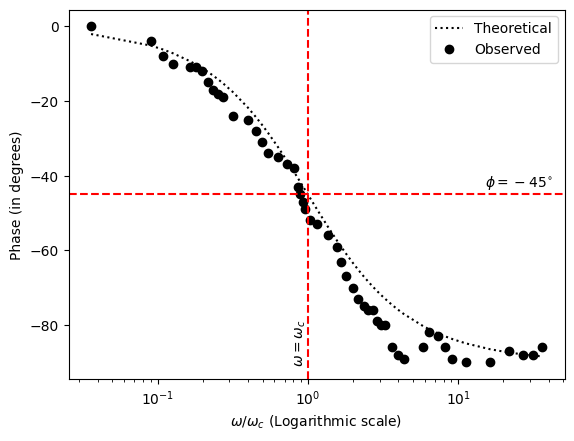 Theoretical
Observed
0
−20
−40
−60
−80
Phase (in degrees)
ϕ = −45°
ω = ω_c
10⁻¹
10⁰
10¹
ω/ω_c (Logarithmic scale)